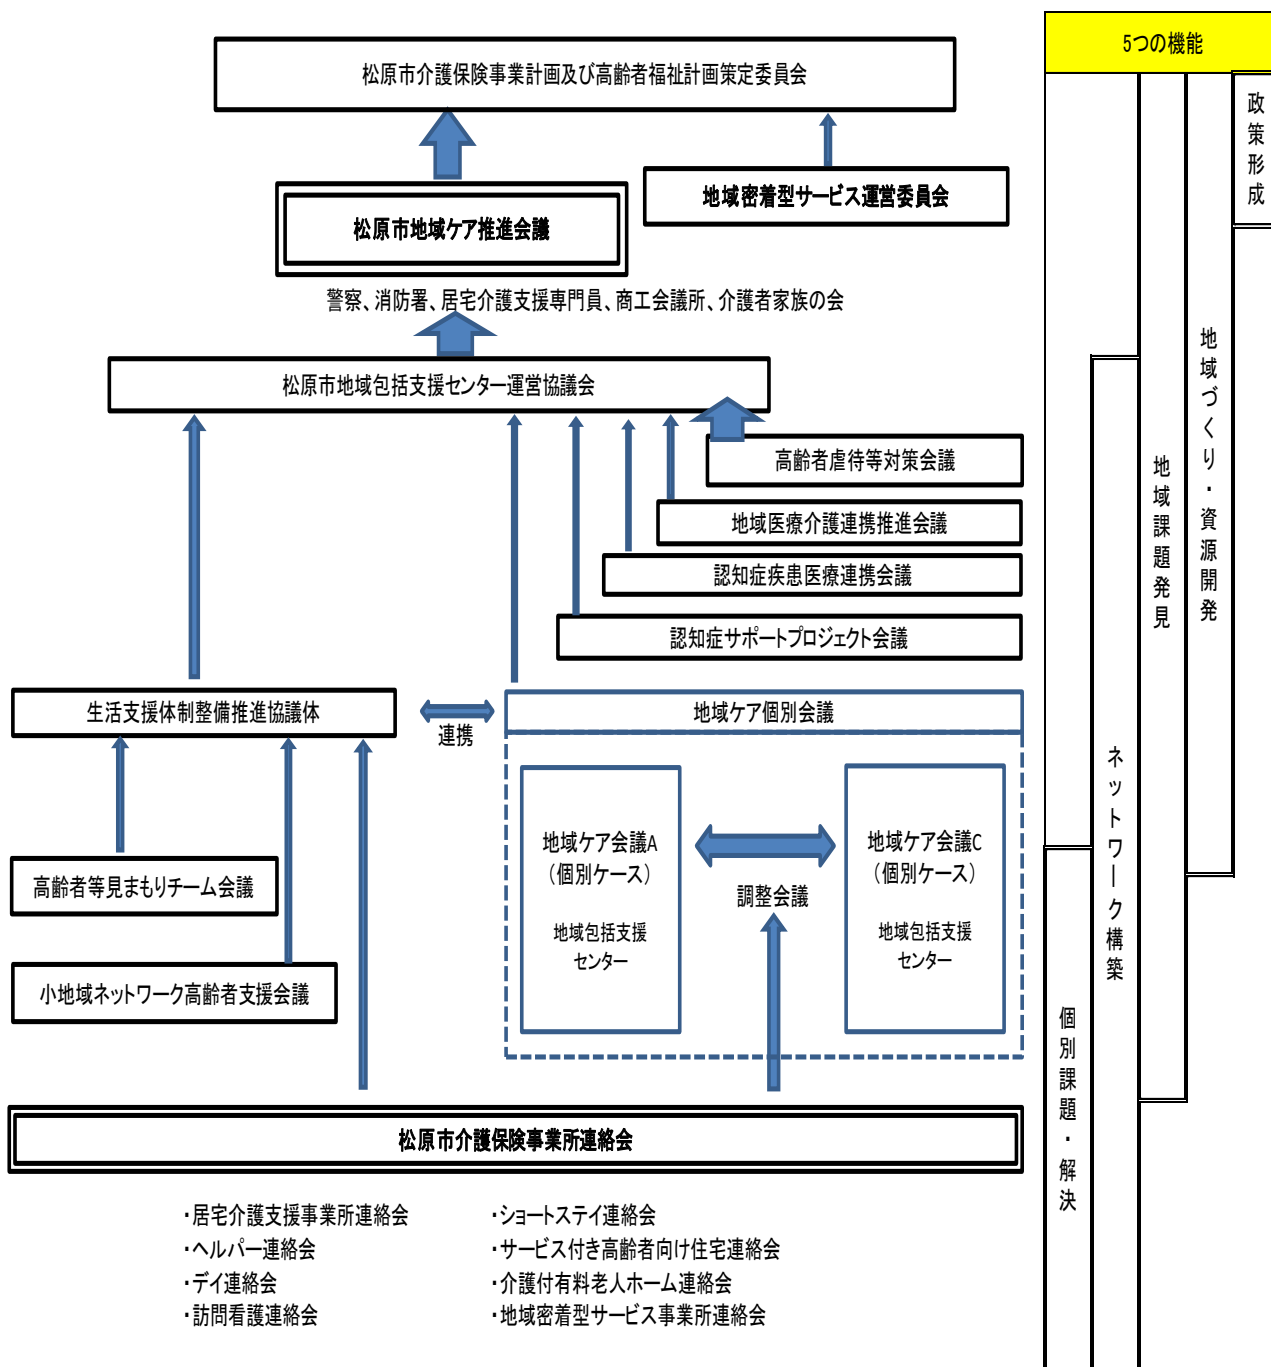 5つの機能
松原市介護保険事業計画及び高齢者福祉計画策定委員会
政策形成
地域密着型サービス運営委員会
松原市地域ケア推進会議
警察、消防署、居宅介護支援専門員、商工会議所、介護者家族の会
松原市地域包括支援センター運営協議会
地域づくり・資源開発
高齢者虐待等対策会議
地域課題発見
地域医療介護連携推進会議
認知症疾患医療連携会議
認知症サポートプロジェクト会議
生活支援体制整備推進協議体
連携
地域ケア個別会議
ネットワーク構築
地域ケア会議A
（個別ケース）
地域包括支援
センター
調整会議
地域ケア会議C
（個別ケース）
地域包括支援
センター
高齢者等見まもりチーム会議
小地域ネットワーク高齢者支援会議
個別課題・解決
松原市介護保険事業所連絡会
・居宅介護支援事業所連絡会
・ヘルパー連絡会
・デイ連絡会
・訪問看護連絡会
・ショートステイ連絡会
・サービス付き高齢者向け住宅連絡会
・介護付有料老人ホーム連絡会
・地域密着型サービス事業所連絡会